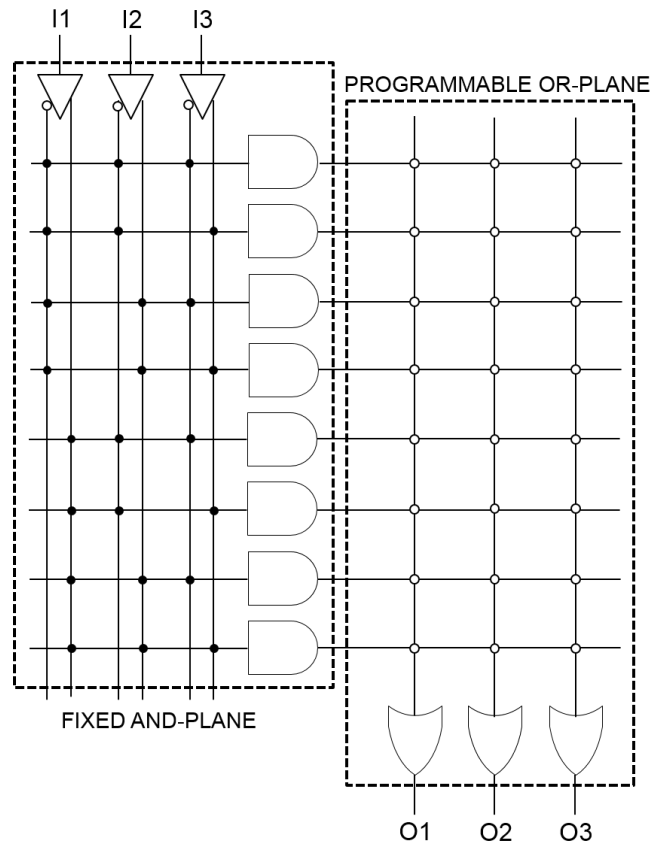 I1 I2 I3
PROGRAMMABLE OR-PLANE
FIXED AND-PLANE
O1 O2 O3